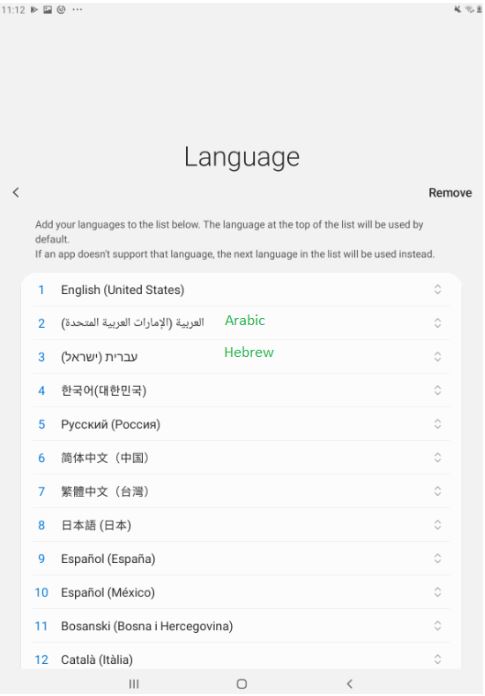 11:12
Language
Remove
Add your languages to the list below. The language at the top of the list will be used by
default.
If an app doesn't support that language, the next language in the list will be used instead.
1 English (United States)
2 العربية (الإمارات العربية المتحدة) Arabic
3 עברית (ישראל) Hebrew
4 한국어(대한민국)
5 Русский (Россия)
6 简体中文（中国）
7 繁體中文（台灣）
8 日本語 (日本)
9 Español (España)
10 Español (México)
11 Bosanski (Bosna i Hercegovina)
12 Català (Itàlia)